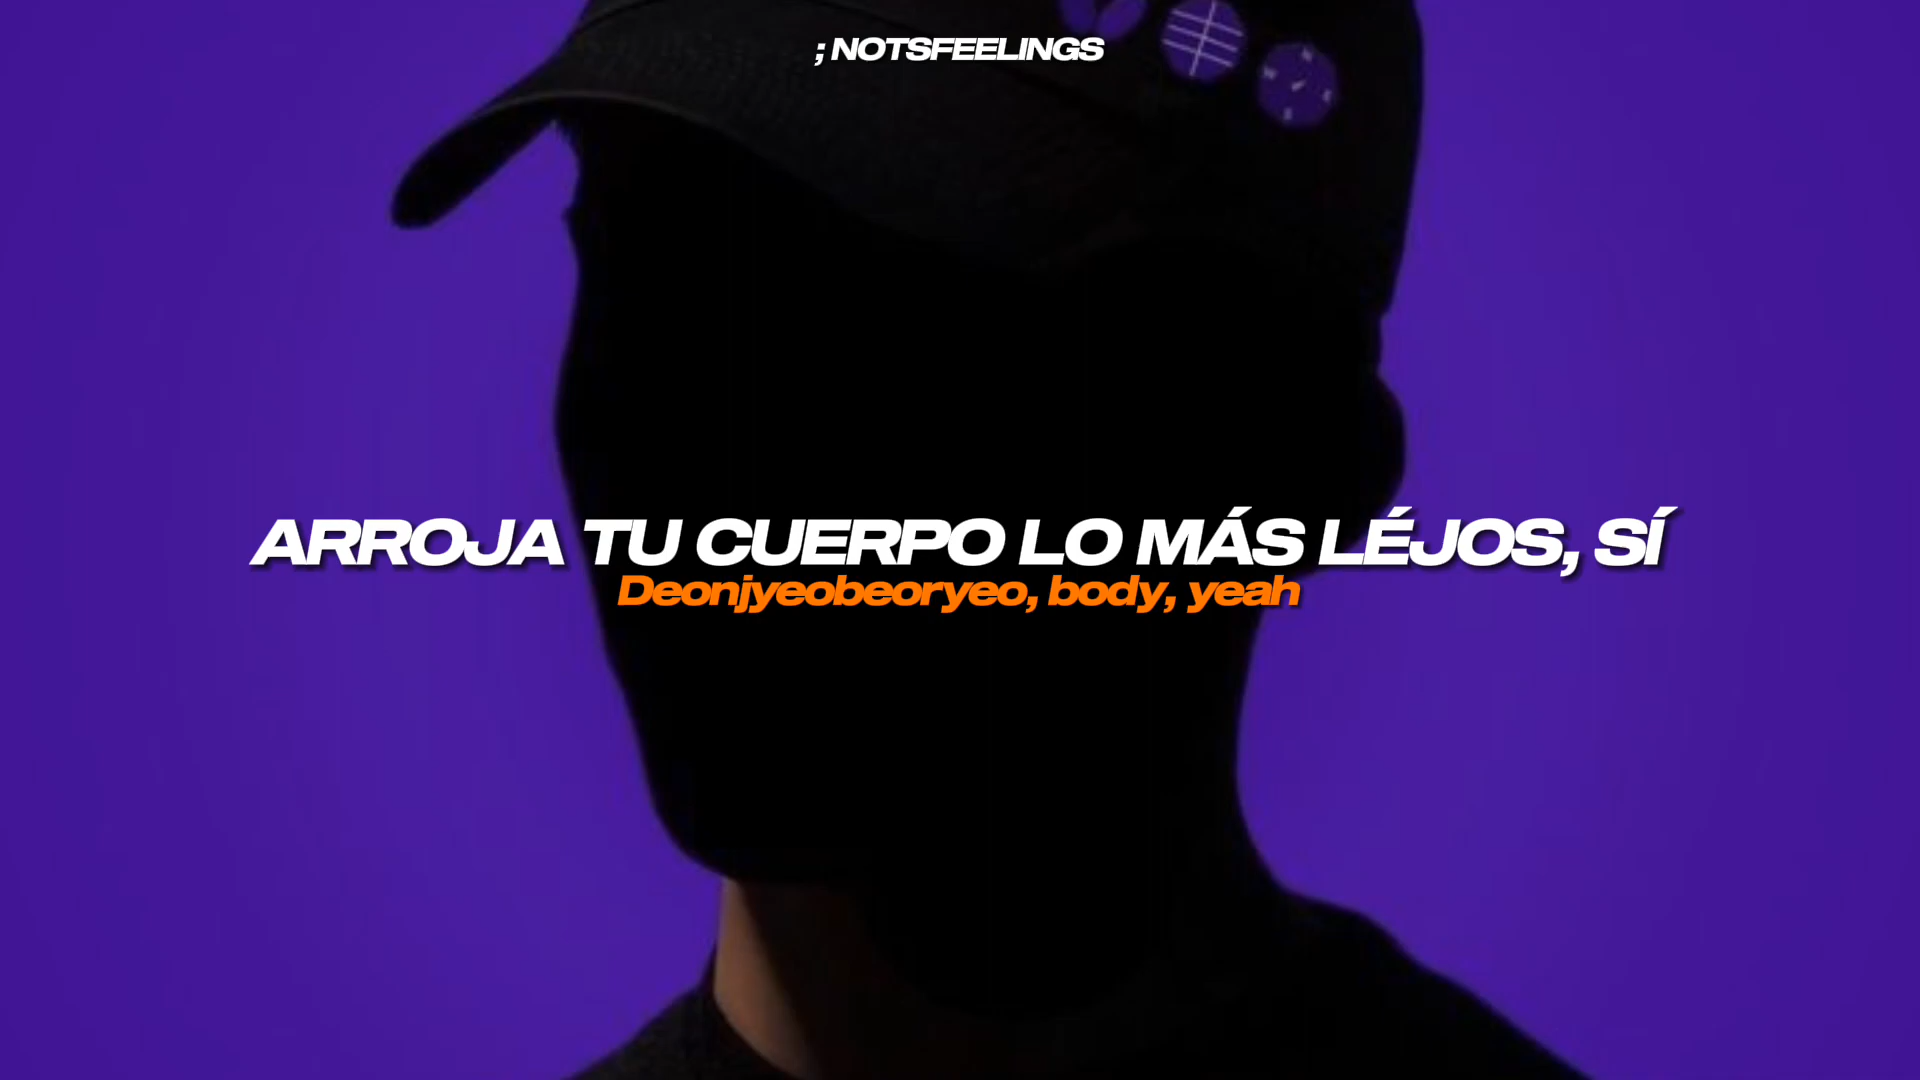 ; NOTSFEELINGS
N
W
E
S
ARROJA TU CUERPO LO MÁS LÉJOS, SÍ
Deonjyeobeoryeo, body, yeah